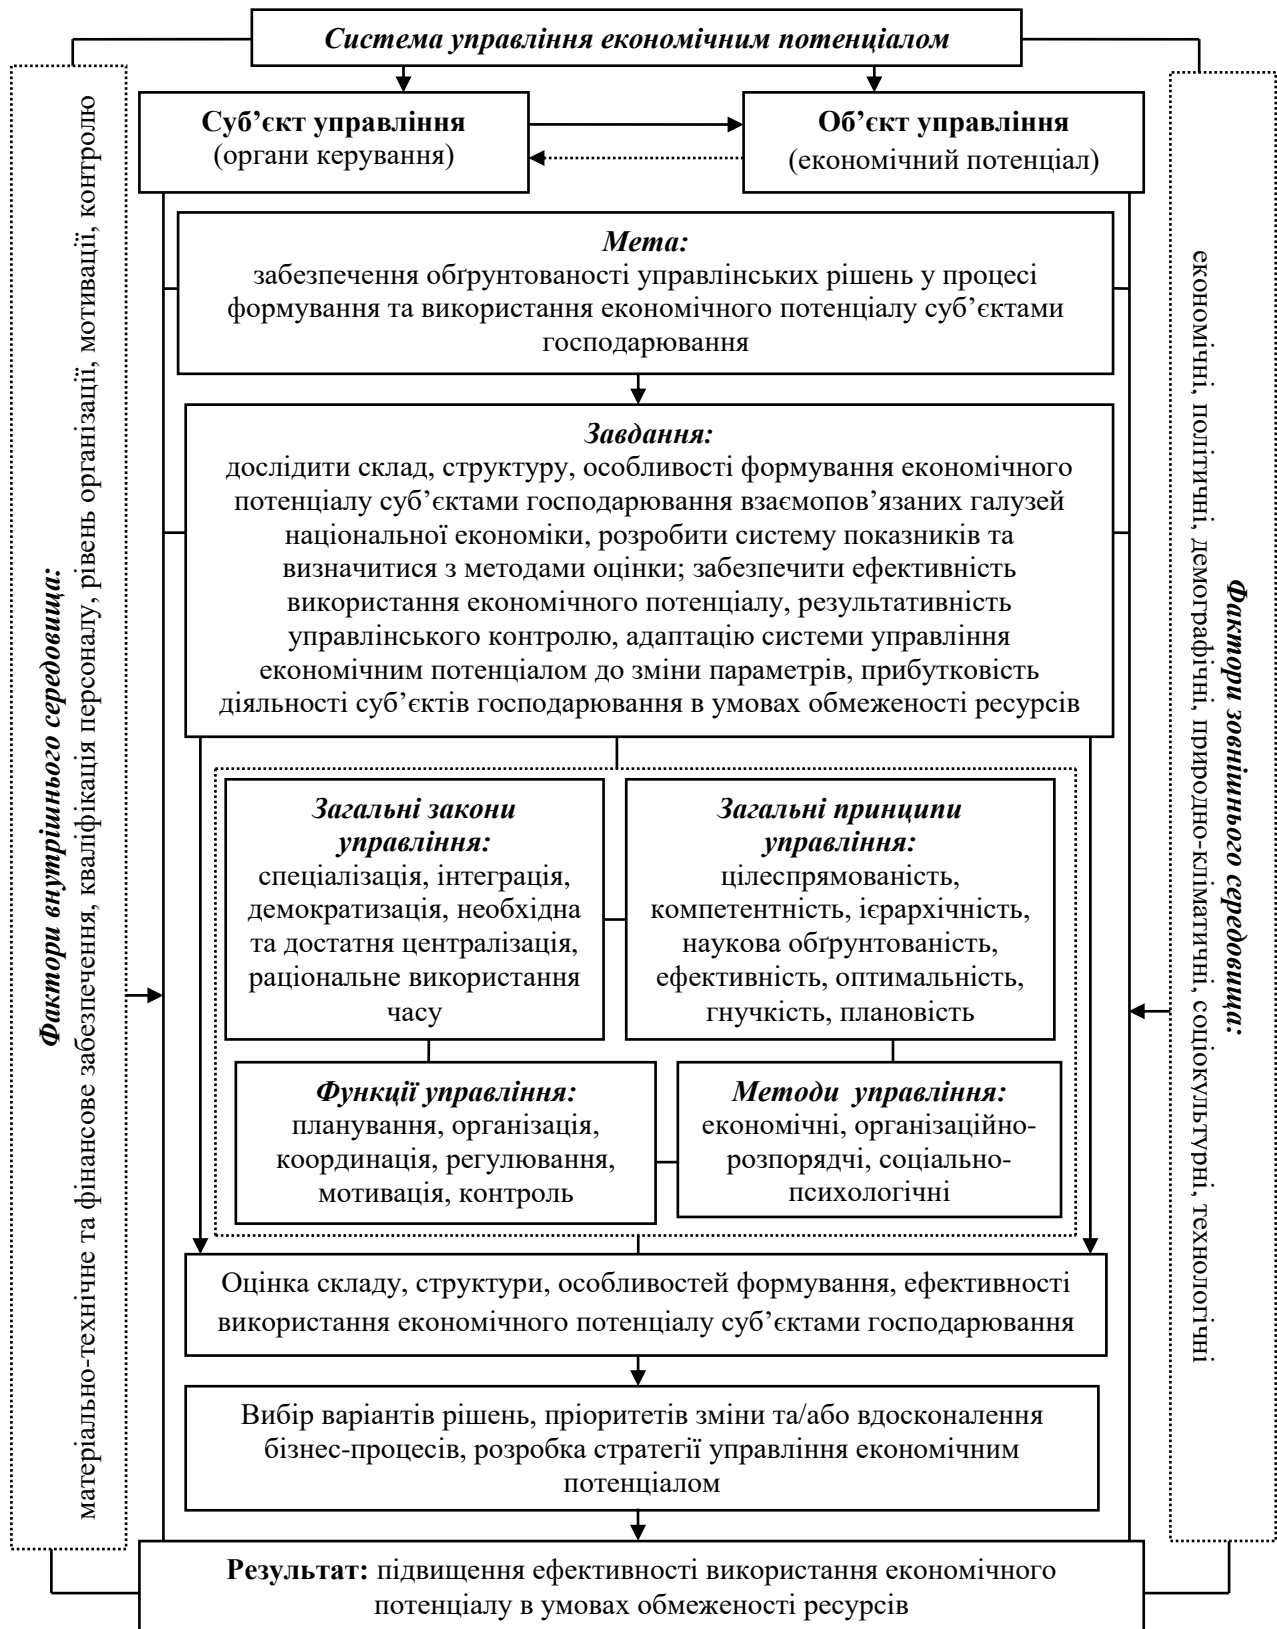 Система управління економічним потенціалом
Суб’єкт управління
(органи керування)
Об’єкт управління
(економічний потенціал)
Фактори внутрішнього середовища:
матеріально-технічне та фінансове забезпечення, кваліфікація персоналу, рівень організації, мотивації, контролю
Мета:
забезпечення обґрунтованості управлінських рішень у процесі
формування та використання економічного потенціалу суб’єктами
господарювання
Завдання:
дослідити склад, структуру, особливості формування економічного
потенціалу суб’єктами господарювання взаємопов’язаних галузей
національної економіки, розробити систему показників та
визначитися з методами оцінки; забезпечити ефективність
використання економічного потенціалу, результативність
управлінського контролю, адаптацію системи управління
економічним потенціалом до зміни параметрів, прибутковість
діяльності суб’єктів господарювання в умовах обмеженості ресурсів
Загальні закони
управління:
спеціалізація, інтеграція,
демократизація, необхідна
та достатня централізація,
раціональне використання
часу
Загальні принципи
управління:
цілеспрямованість,
компетентність, ієрархічність,
наукова обґрунтованість,
ефективність, оптимальність,
гнучкість, плановість
Функції управління:
планування, організація,
координація, регулювання,
мотивація, контроль
Методи управління:
економічні, організаційно-
розпорядчі, соціально-
психологічні
Оцінка складу, структури, особливостей формування, ефективності
використання економічного потенціалу суб’єктами господарювання
Вибір варіантів рішень, пріоритетів зміни та/або вдосконалення
бізнес-процесів, розробка стратегії управління економічним
потенціалом
Результат: підвищення ефективності використання економічного
потенціалу в умовах обмеженості ресурсів
Фактори зовнішнього середовища:
економічні, політичні, демографічні, природно-кліматичні, соціокультурні, технологічні